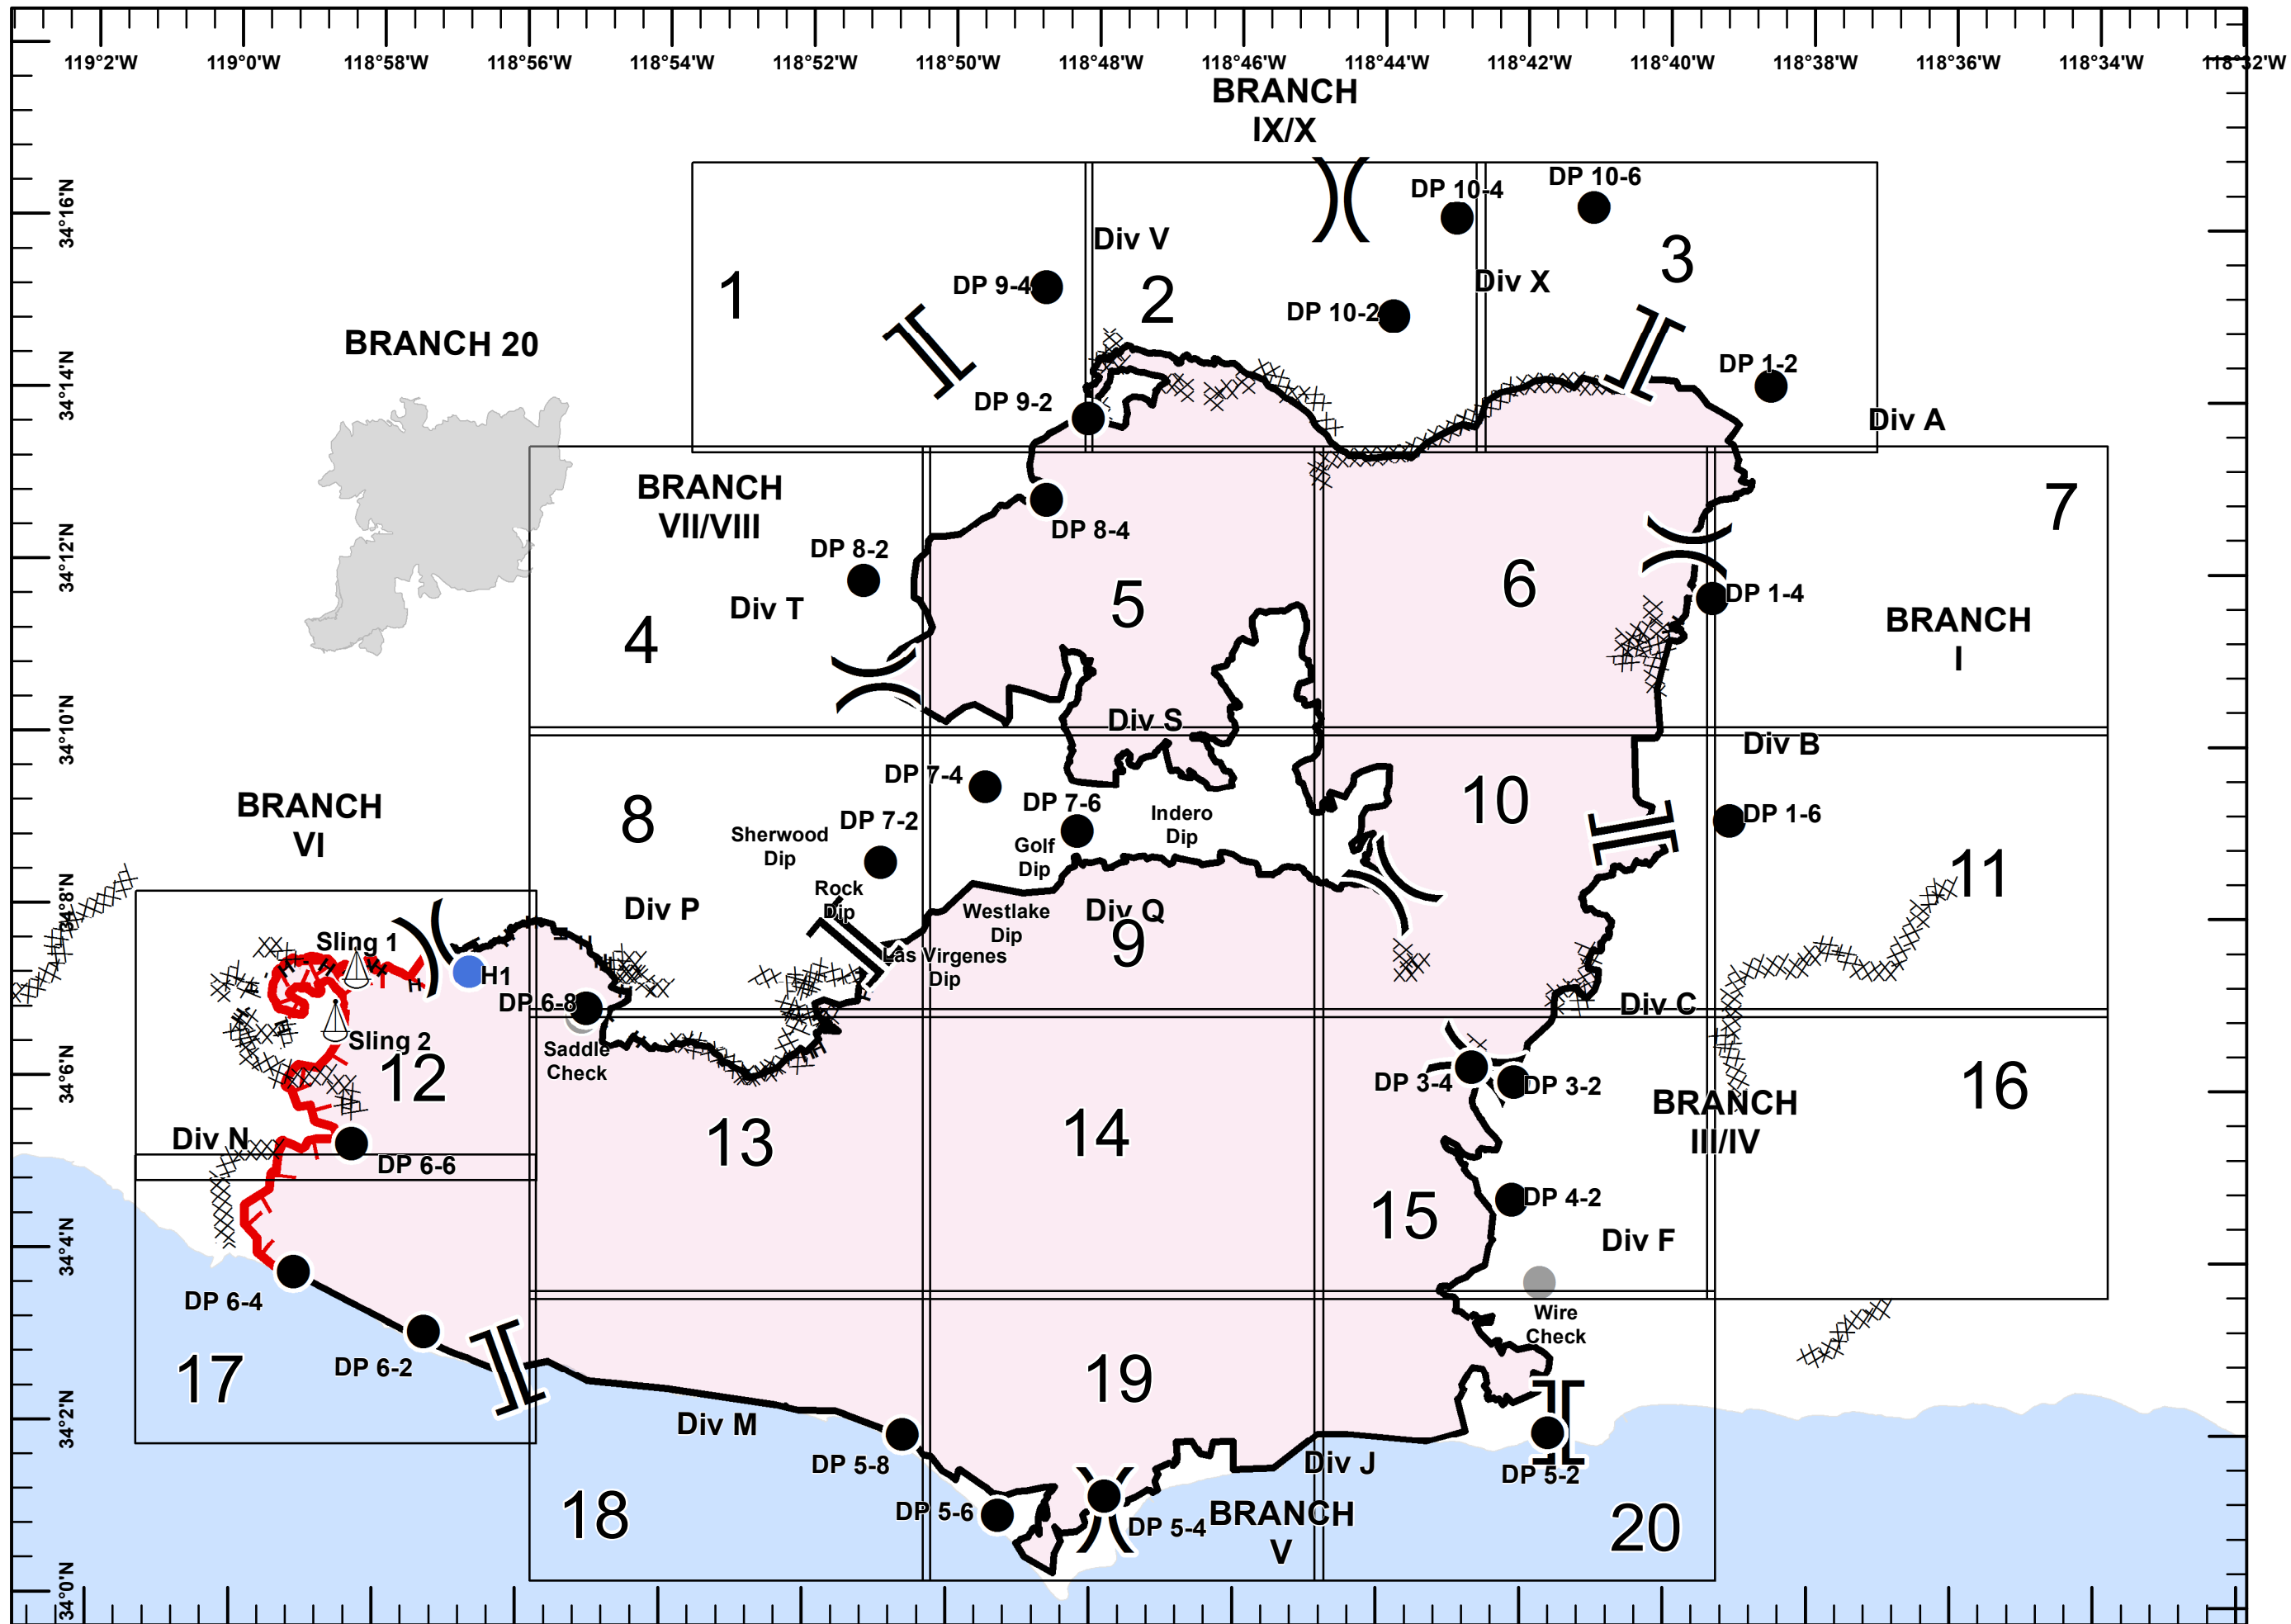 119°2'W 119°0'W 118°58'W 118°56'W 118°54'W 118°52'W 118°50'W 118°48'W 118°46'W 118°44'W 118°42'W 118°40'W 118°38'W 118°36'W 118°34'W 118°32'W
BRANCH
IX/X
34°16'N
DP 10-4
DP 10-6
Div V
3
Div X
DP 9-4
1
2
DP 10-2
BRANCH 20
DP 1-2
34°14'N
DP 9-2
Div A
BRANCH
VII/VIII
7
DP 8-4
DP 8-2
34°12'N
6
DP 1-4
5
Div T
BRANCH
I
4
34°10'N
Div S
Div B
DP 7-4
DP 7-6
10
BRANCH
VI
8
DP 7-2
Indero
Dip
DP 1-6
Sherwood
Dip
Golf
Dip
11
34°8'N
Rock
Dip
Div P
Westlake
Dip
Div Q
9
Sling 1
Las Virgenes
Dip
H1
DP 6-8
Div C
Sling 2
Saddle
Check
34°6'N
12
DP 3-4
DP 3-2
16
BRANCH
III/IV
Div N
13
14
DP 6-6
DP 4-2
15
34°4'N
Div F
DP 6-4
Wire
Check
17
DP 6-2
19
34°2'N
Div M
DP 5-8
Div J
DP 5-2
18
DP 5-6
DP 5-4
BRANCH
V
20
34°0'N